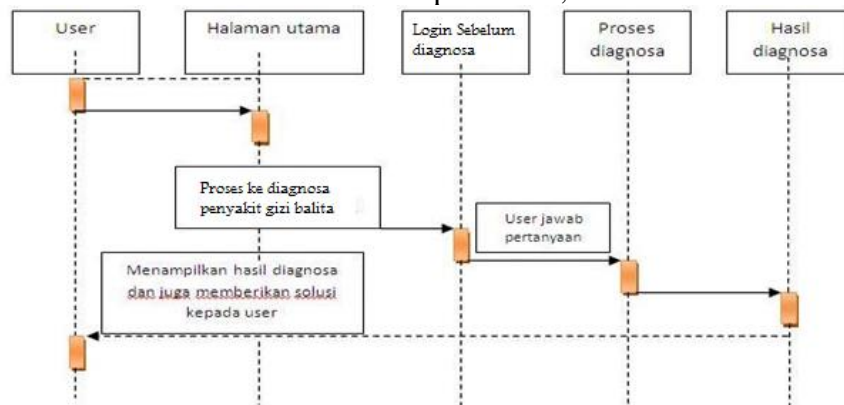 User
Halaman utama
Login Sebelum
diagnosa
Proses
diagnosa
Hasil
diagnosa
Proses ke diagnosa
penyakit gizi balita
User jawab
pertanyaan
Menampilkan hasil diagnosa
dan juga memberikan solusi
kepada user